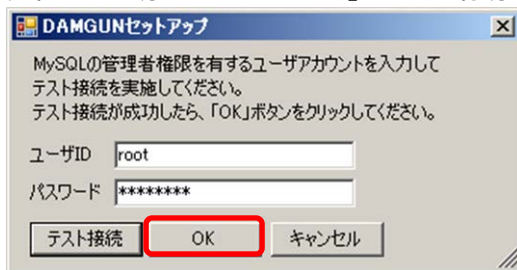 DAMGUNセットアップ
MySQLの管理者権限を有するユーザアカウントを入力して
テスト接続を実施してください。
テスト接続が成功したら、「OK」ボタンをクリックしてください。
ユーザID root
パスワード ********
テスト接続 OK キャンセル